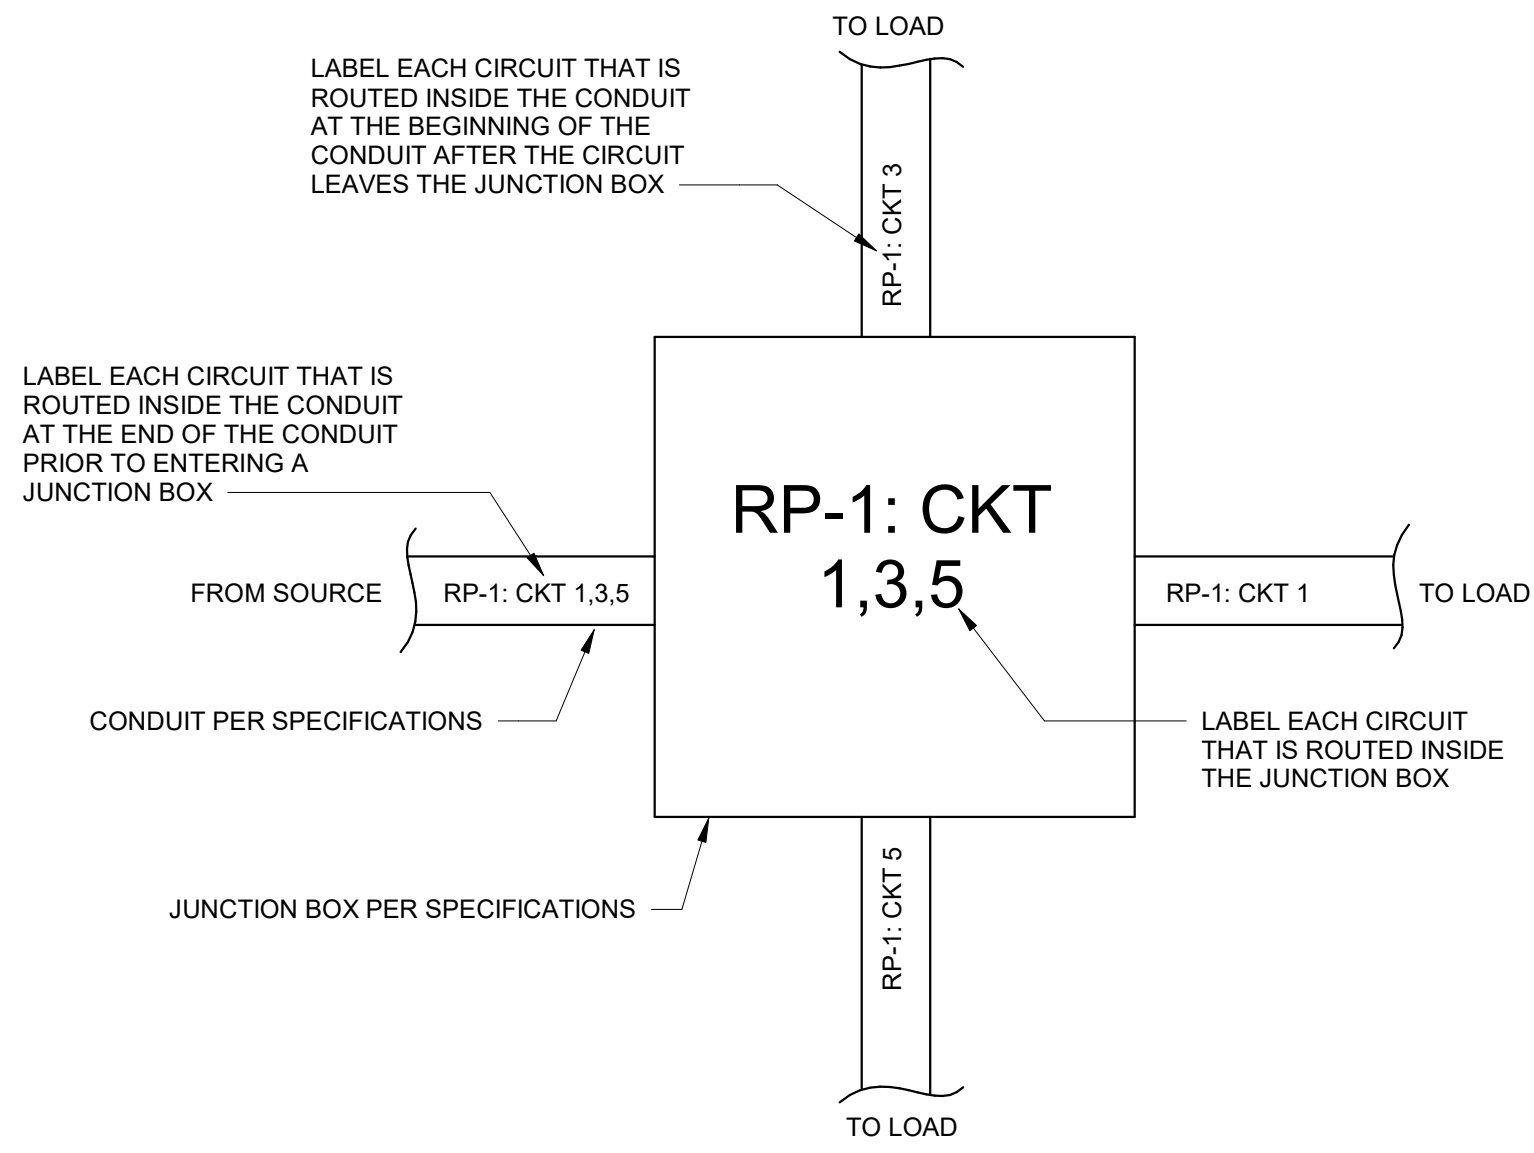 TO LOAD
LABEL EACH CIRCUIT THAT IS
ROUTED INSIDE THE CONDUIT
AT THE BEGINNING OF THE
CONDUIT AFTER THE CIRCUIT
LEAVES THE JUNCTION BOX
RP-1: CKT 3
LABEL EACH CIRCUIT THAT IS
ROUTED INSIDE THE CONDUIT
AT THE END OF THE CONDUIT
PRIOR TO ENTERING A
JUNCTION BOX
RP-1: CKT
1,3,5
FROM SOURCE
RP-1: CKT 1,3,5
RP-1: CKT 1
TO LOAD
CONDUIT PER SPECIFICATIONS
LABEL EACH CIRCUIT
THAT IS ROUTED INSIDE
THE JUNCTION BOX
JUNCTION BOX PER SPECIFICATIONS
RP-1: CKT 5
TO LOAD